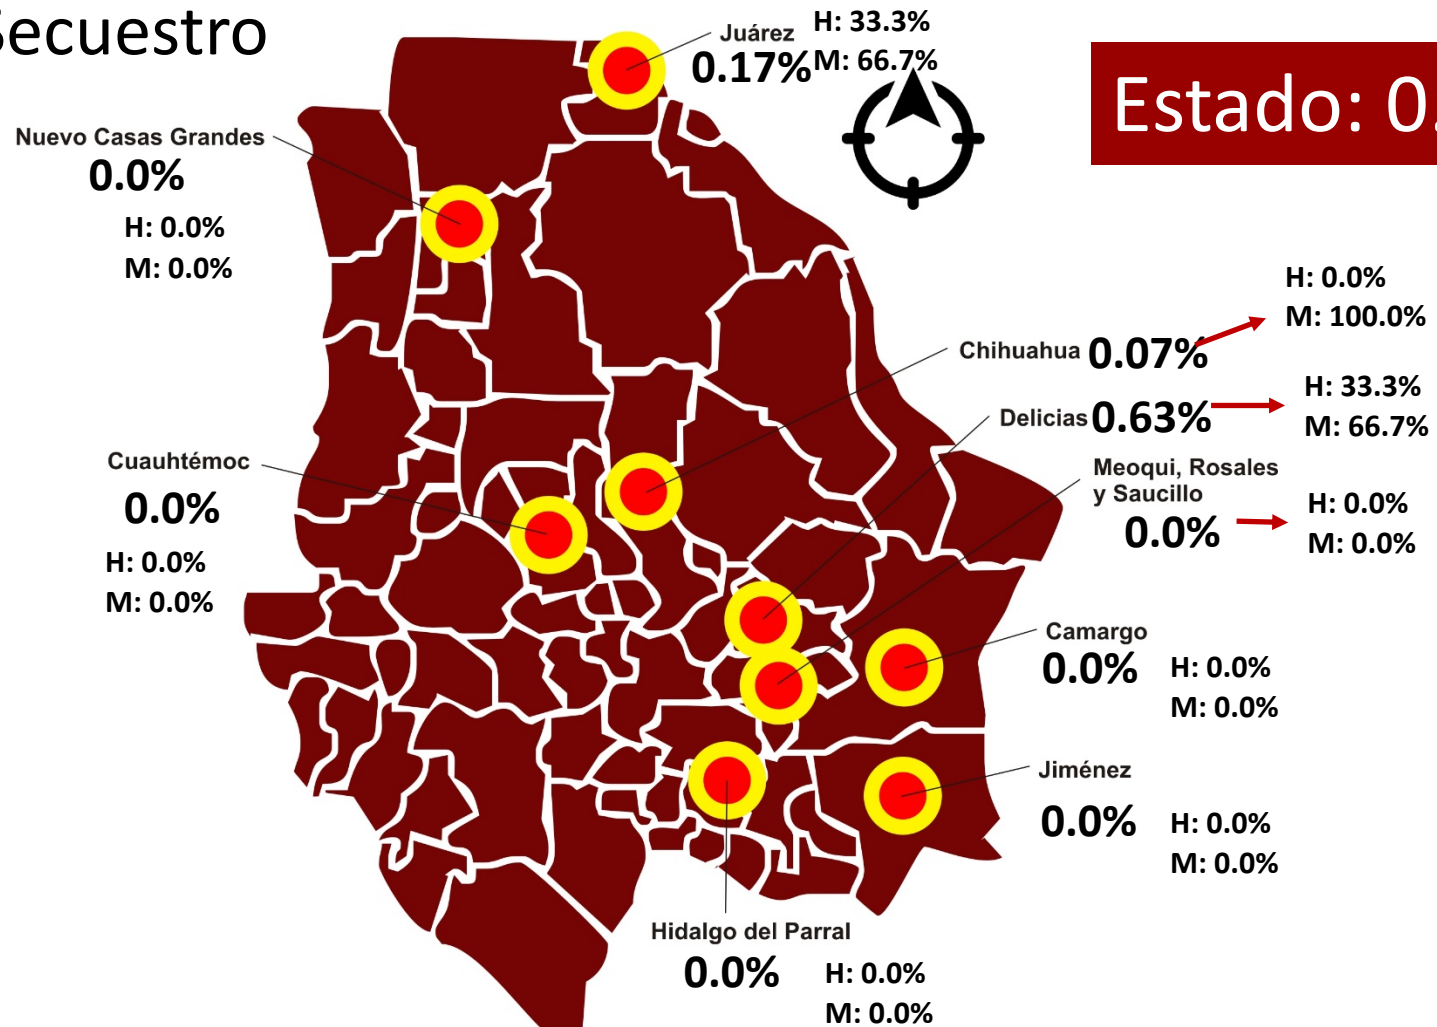 Secuestro
Juárez
0.17%
H: 33.3%
M: 66.7%
Estado: 0.
Nuevo Casas Grandes
0.0%
H: 0.0%
M: 0.0%
Chihuahua 0.07%
H: 0.0%
M: 100.0%
Delicias 0.63%
H: 33.3%
M: 66.7%
Cuauhtémoc
0.0%
H: 0.0%
M: 0.0%
Meoqui, Rosales
y Saucillo
0.0%
H: 0.0%
M: 0.0%
Camargo
0.0%
H: 0.0%
M: 0.0%
Jiménez
0.0%
H: 0.0%
M: 0.0%
Hidalgo del Parral
0.0%
H: 0.0%
M: 0.0%